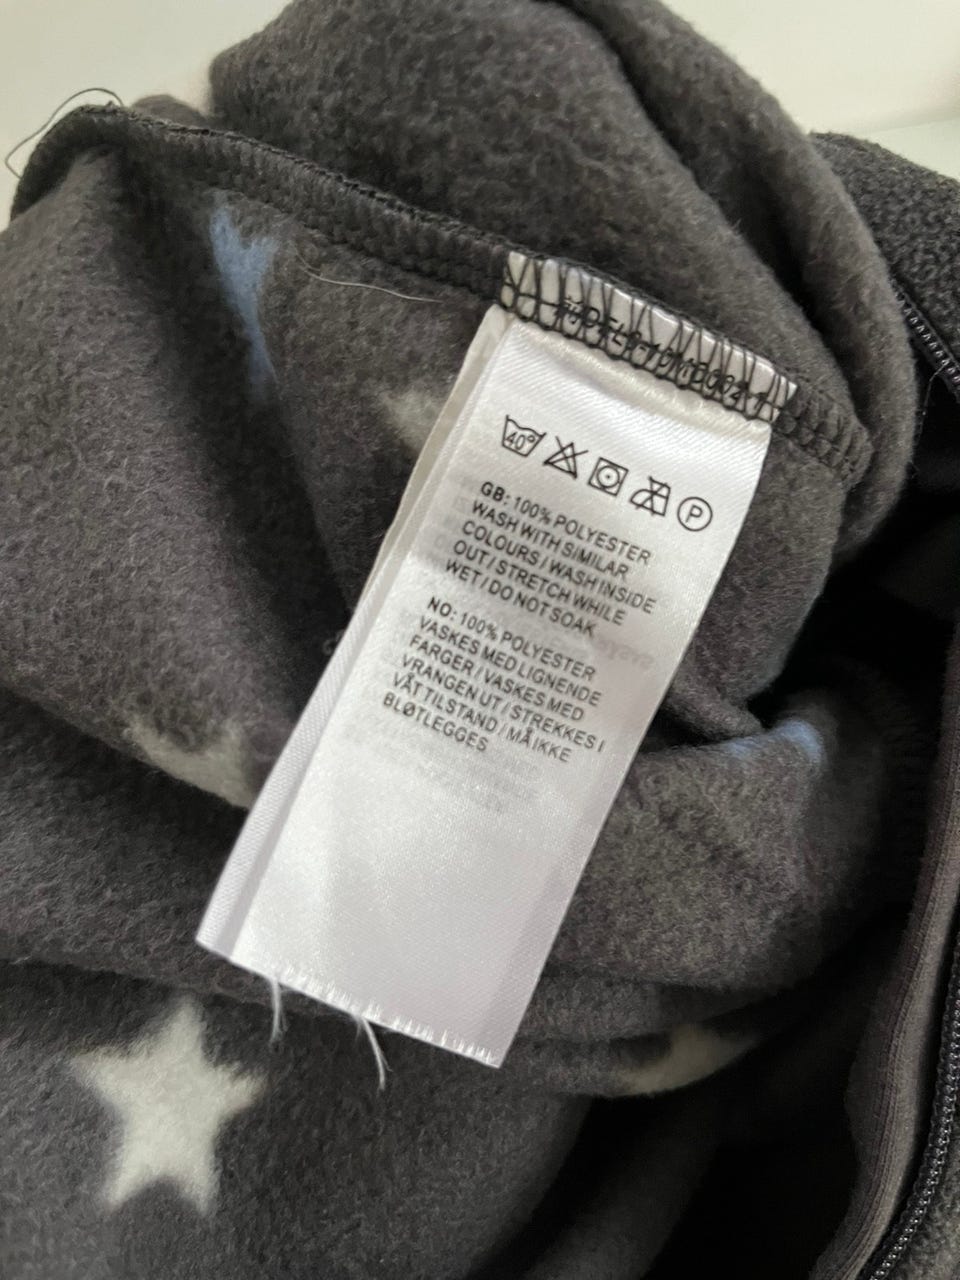 40°
P
GB: 100% POLYESTER
WASH WITH SIMILAR
COLOURS / WASH INSIDE
OUT / STRETCH WHILE
WET / DO NOT SOAK
NO: 100% POLYESTER
VASKES MED LIGNENDE
FARGER / VASKES MED
VRANGEN UT / STREKKES I
VÅT TILSTAND / MÅ IKKE
BLØTLEGGES